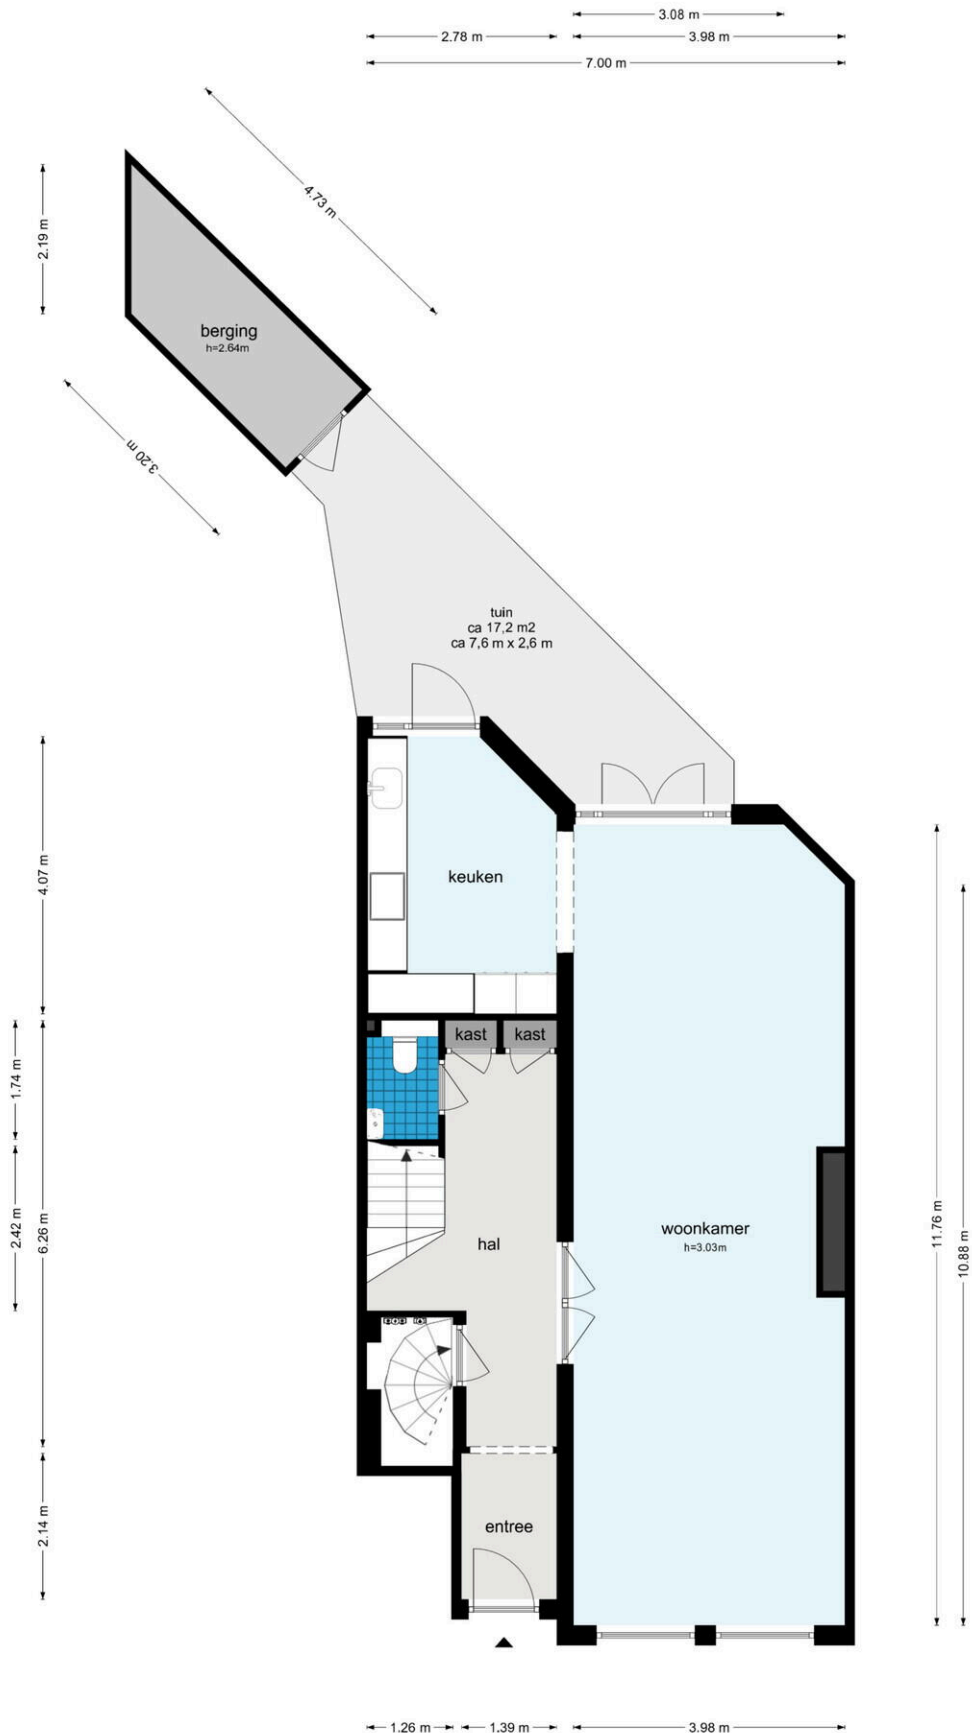 3.08 m
2.78 m
3.98 m
7.00 m
4.73 m
2.19 m
berging
h=2.64m
3.20 m
tuin
ca 17,2 m2
ca 7,6 m x 2,6 m
4.07 m
keuken
kast
kast
1.74 m
2.42 m
6.26 m
hal
woonkamer
h=3.03m
11.76 m
10.88 m
2.14 m
entree
1.26 m
1.39 m
3.98 m